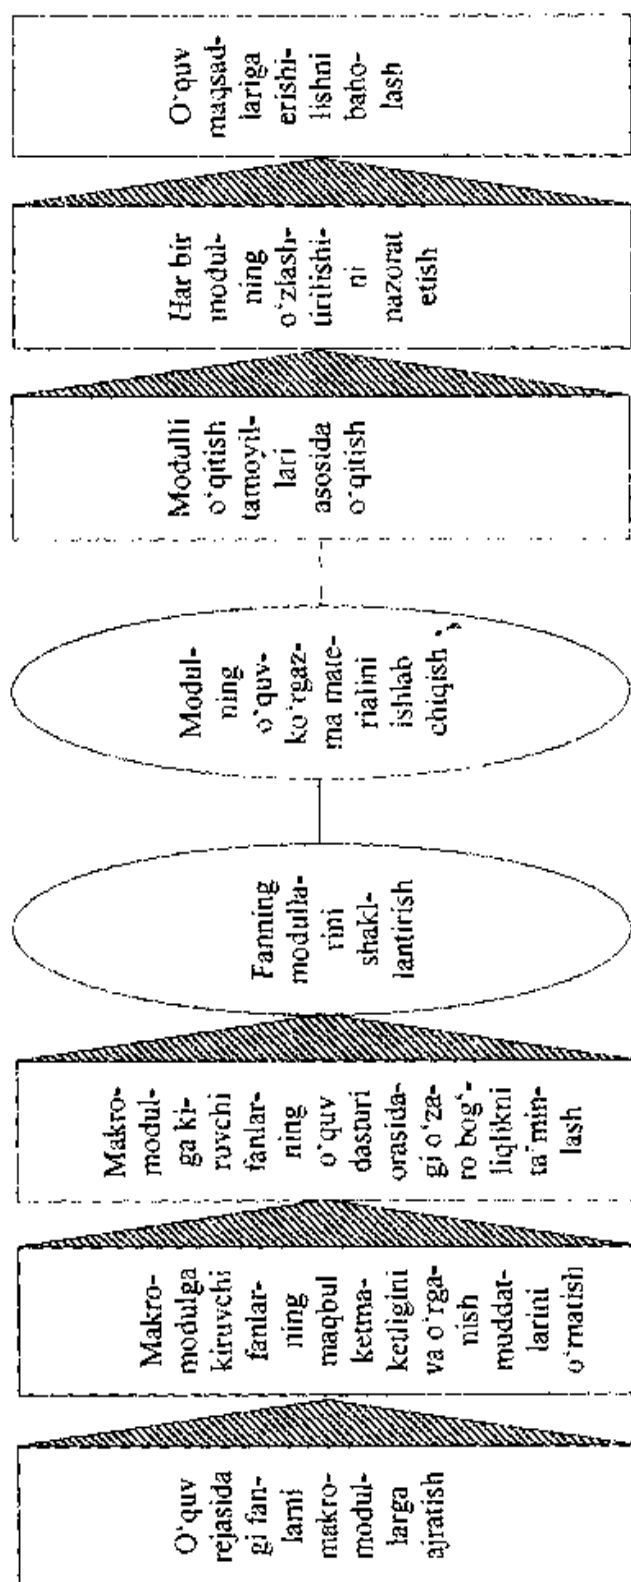 O‘quv
rejasida
gi fan-
larni
makro-
modul-
larga
ajratish
Makro-
modulga
kiruvchi
fanlar-
ning
maqbul
ketma-
ketligini
va o‘rga-
nish
muddat-
larini
o‘rnatish
Makro-
modul-
ga ki-
ruvchi
fanlar-
ning
o‘quv
dasturi
orasida-
gi o‘za-
ro bog‘-
liqlikni
ta’min-
lash
Fanning
modulla-
rini
shakl-
lantirish
Modul-
ning
o‘quv-
ko‘rgaz-
ma mate-
rialini
ishlab
chiqish
Modulli
o‘qitish
tamoyil-
lari
asosida
o‘qitish
Har bir
modul-
ning
o‘zlash-
tirilishi-
ni
nazorat
etish
O‘quv
maqsad-
lariga
erishi-
lishni
baho-
lash